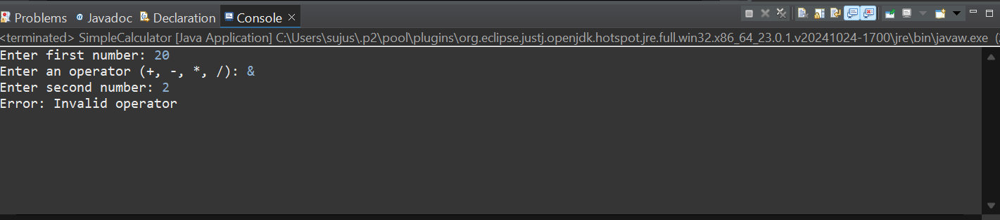 Problems @ Javadoc Declaration Console ×
<terminated> SimpleCalculator [Java Application] C:\Users\sujus\.p2\pool\plugins\org.eclipse.justj.openjdk.hotspot.jre.full.win32.x86_64_23.0.1.v20241024-1700\jre\bin\javaw.exe (
Enter first number: 20
Enter an operator (+, -, *, /): &
Enter second number: 2
Error: Invalid operator